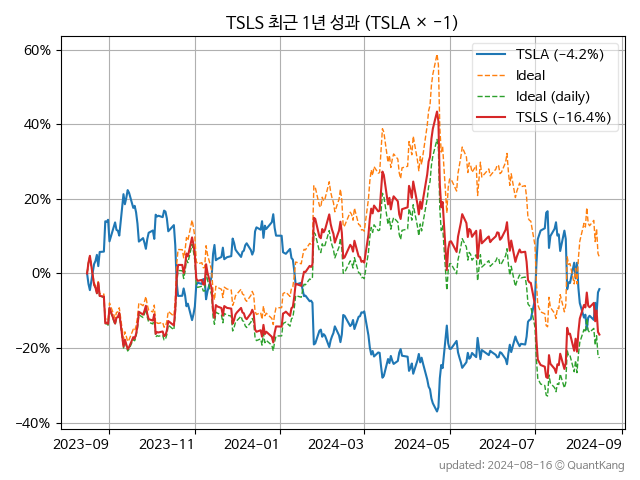 TSLS 최근 1년 성과 (TSLA × −1)
TSLA (−4.2%)
Ideal
Ideal (daily)
TSLS (−16.4%)
60%
40%
20%
0%
−20%
−40%
2023-09
2023-11
2024-01
2024-03
2024-05
2024-07
2024-09
updated: 2024-08-16 © QuantKang